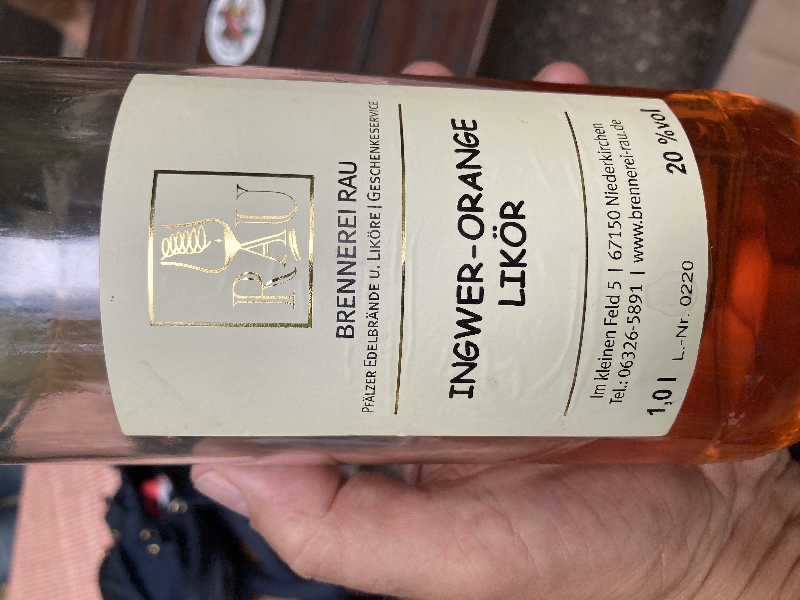 RAU
BRENNEREI RAU
PFÄLZER EDELBRÄNDE U. LIKÖRE | GESCHENKESERVICE
INGWER-ORANGE
LIKÖR
Im kleinen Feld 5 | 67150 Niederkirchen
Tel.: 06326-5891 | www.brennerei-rau.de
1,0 l L.-Nr. 0220 20 %vol